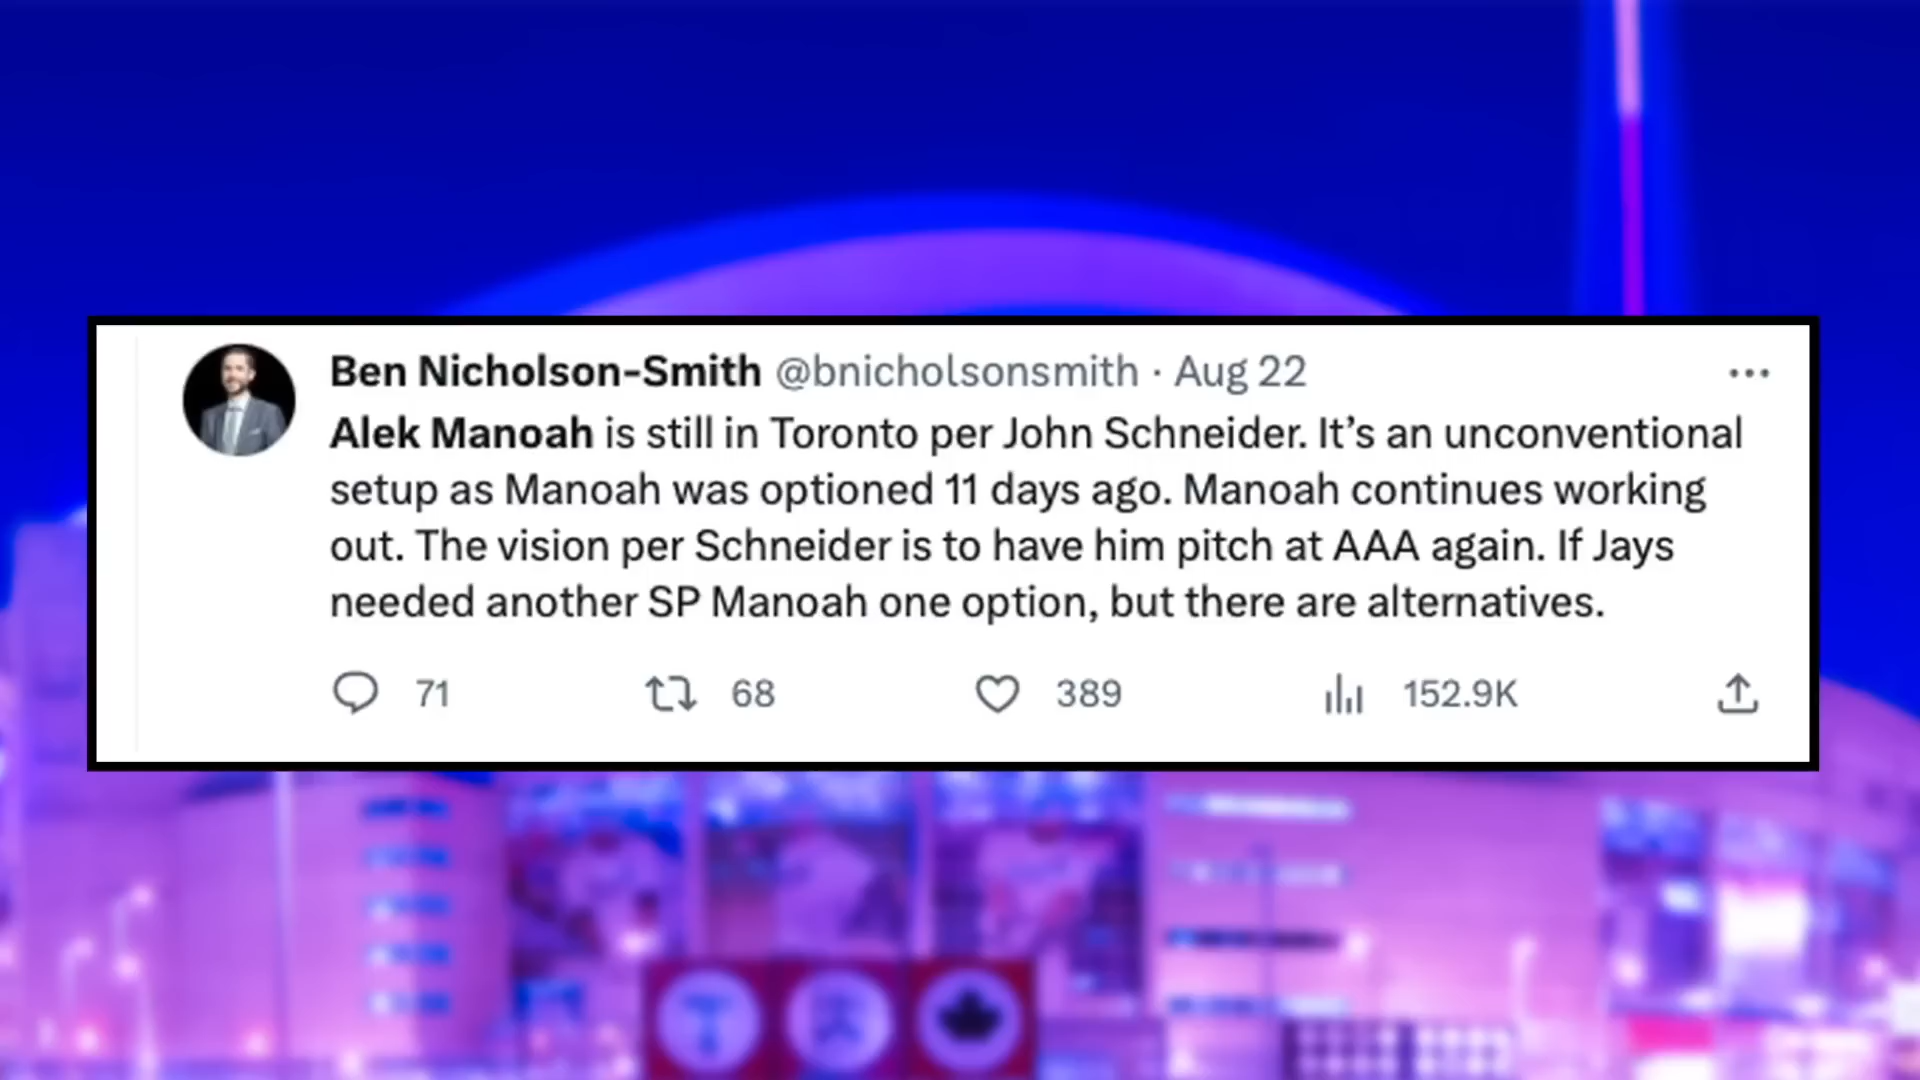 Ben Nicholson-Smith @bnicholsonsmith · Aug 22
Alek Manoah is still in Toronto per John Schneider. It’s an unconventional
setup as Manoah was optioned 11 days ago. Manoah continues working
out. The vision per Schneider is to have him pitch at AAA again. If Jays
needed another SP Manoah one option, but there are alternatives.
71 68 389 152.9K